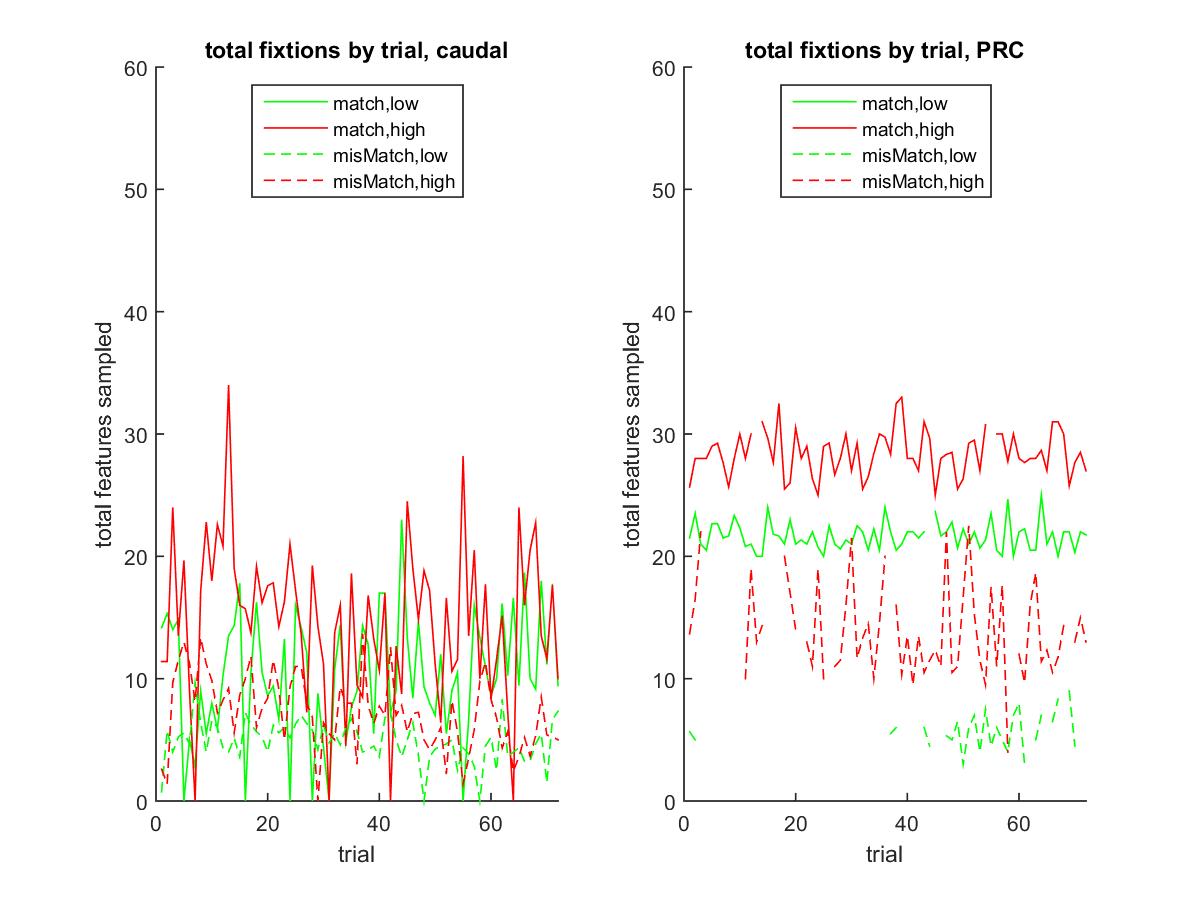 total fixtions by trial, caudal
60
50
40
30
20
10
0
total features sampled
match,low
match,high
misMatch,low
misMatch,high
0 20 40 60
trial
total fixtions by trial, PRC
60
50
40
30
20
10
0
total features sampled
match,low
match,high
misMatch,low
misMatch,high
0 20 40 60
trial